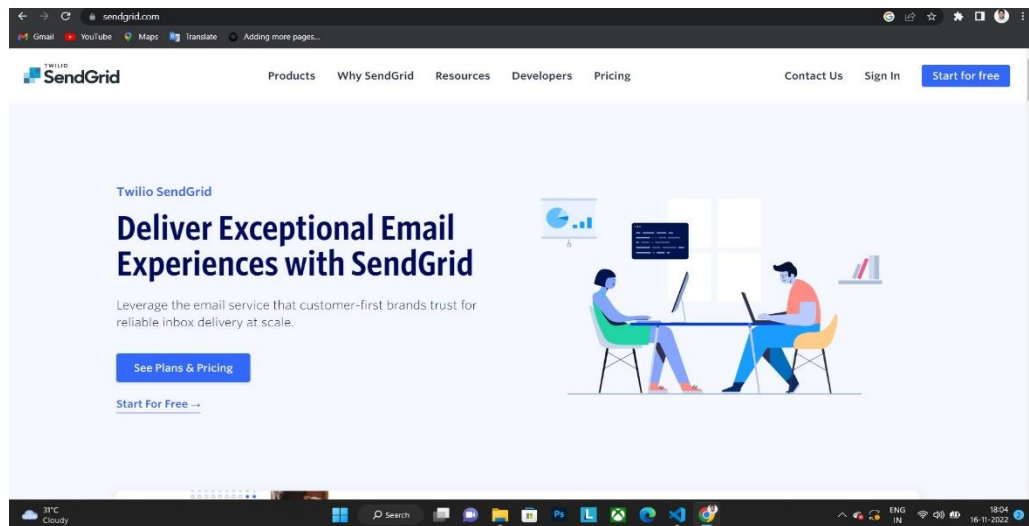 sendgrid.com
Gmail YouTube Maps Translate Adding more pages...
TWILIO
SendGrid
Products Why SendGrid Resources Developers Pricing Contact Us Sign In Start for free
Twilio SendGrid
Deliver Exceptional Email
Experiences with SendGrid
Leverage the email service that customer-first brands trust for
reliable inbox delivery at scale.
See Plans & Pricing
Start For Free →
31°C
Cloudy
Search
Ps
L
ENG
IN
18:04
16-11-2022
2